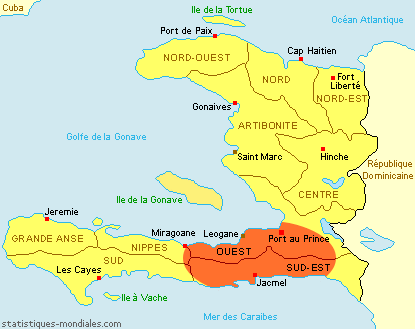 Cuba
Ile de la Tortue
Océan Atlantique
Port de Paix
Cap Haitien
NORD-OUEST
NORD
Fort
Liberté
NORD-EST
Gonaives
ARTIBONITE
Golfe de la Gonave
Saint Marc
Hinche
République
Dominicaine
CENTRE
Ile de la Gonave
Jeremie
Miragoane
Leogane
Port au Prince
GRANDE ANSE
NIPPES
OUEST
SUD
SUD-EST
Les Cayes
Jacmel
Ile à Vache
Mer des Caraibes
statistiques-mondiales.com